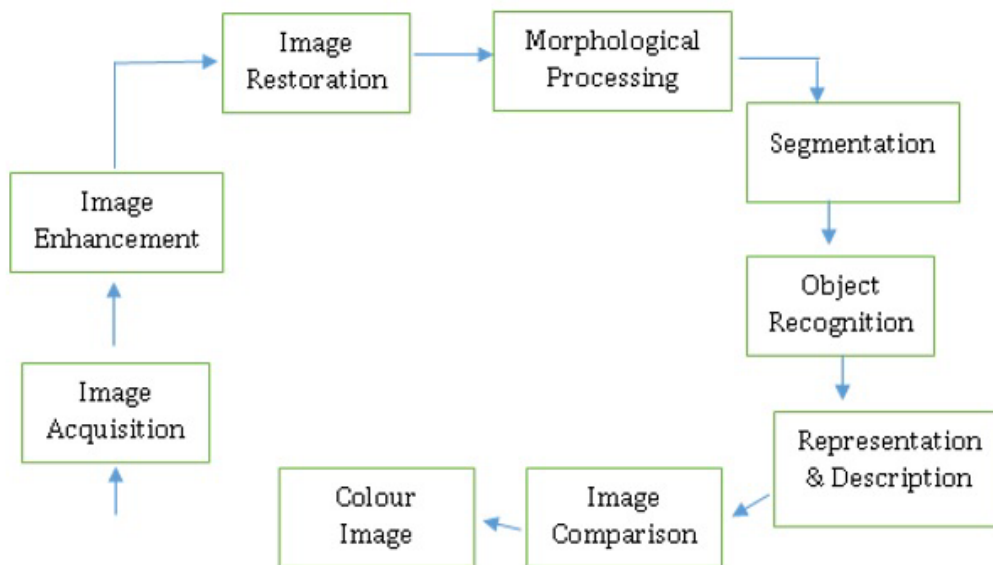 Image
Acquisition
Image
Enhancement
Image
Restoration
Morphological
Processing
Segmentation
Object
Recognition
Representation
& Description
Image
Comparison
Colour
Image